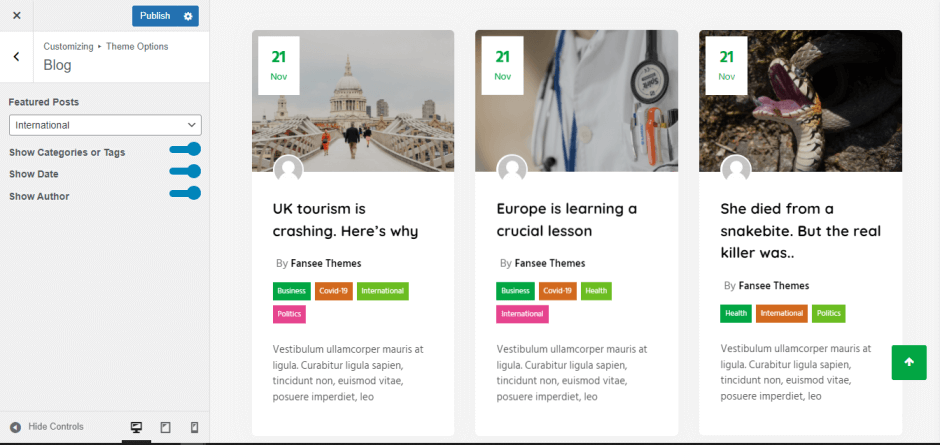 Publish
Customizing ▸ Theme Options
Blog
Featured Posts
International
Show Categories or Tags
Show Date
Show Author
Hide Controls
21
Nov
UK tourism is
crashing. Here's why
By Fansee Themes
Business Covid-19 International
Politics
Vestibulum ullamcorper mauris at
ligula. Curabitur ligula sapien,
tincidunt non, euismod vitae,
posuere imperdiet, leo
21
Nov
Europe is learning a
crucial lesson
By Fansee Themes
Business Covid-19 Health
International
Vestibulum ullamcorper mauris at
ligula. Curabitur ligula sapien,
tincidunt non, euismod vitae,
posuere imperdiet, leo
21
Nov
She died from a
snakebite. But the real
killer was..
By Fansee Themes
Health International Politics
Vestibulum ullamcorper mauris at
ligula. Curabitur ligula sapien,
tincidunt non, euismod vitae,
posuere imperdiet, leo